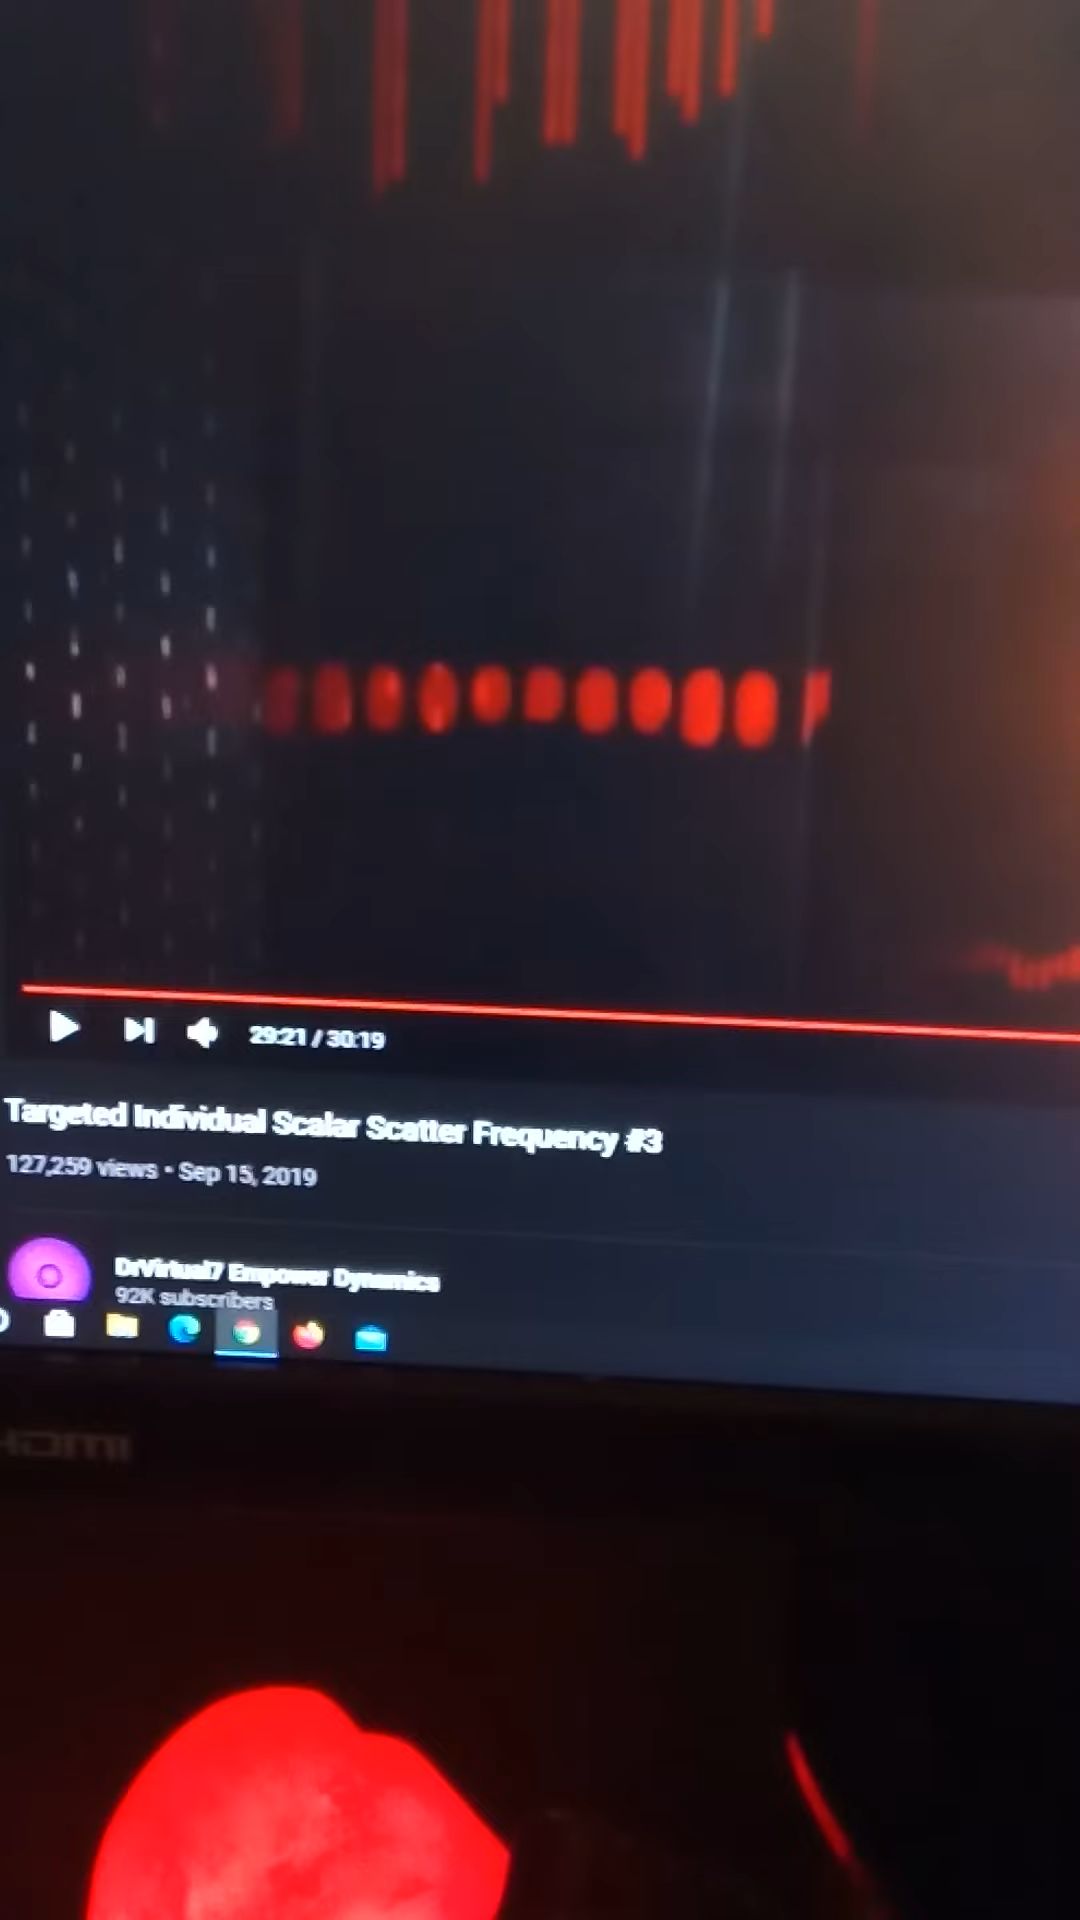 29:21 / 30:19
Targeted Individual Scalar Scatter Frequency #3
127,259 views • Sep 15, 2019
DrVirtual7 Empower Dynamics
92K subscribers
HDMI